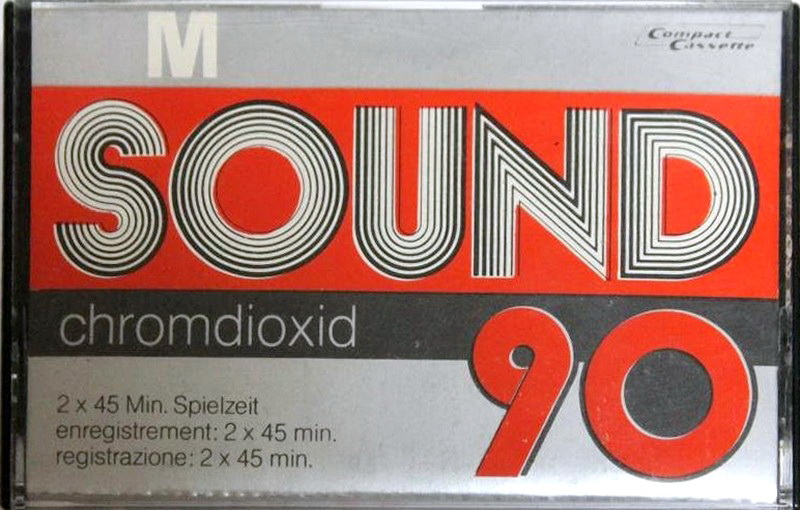 M
Compact
Cassette
SOUND
chromdioxid
90
2 x 45 Min. Spielzeit
enregistrement: 2 x 45 min.
registrazione: 2 x 45 min.